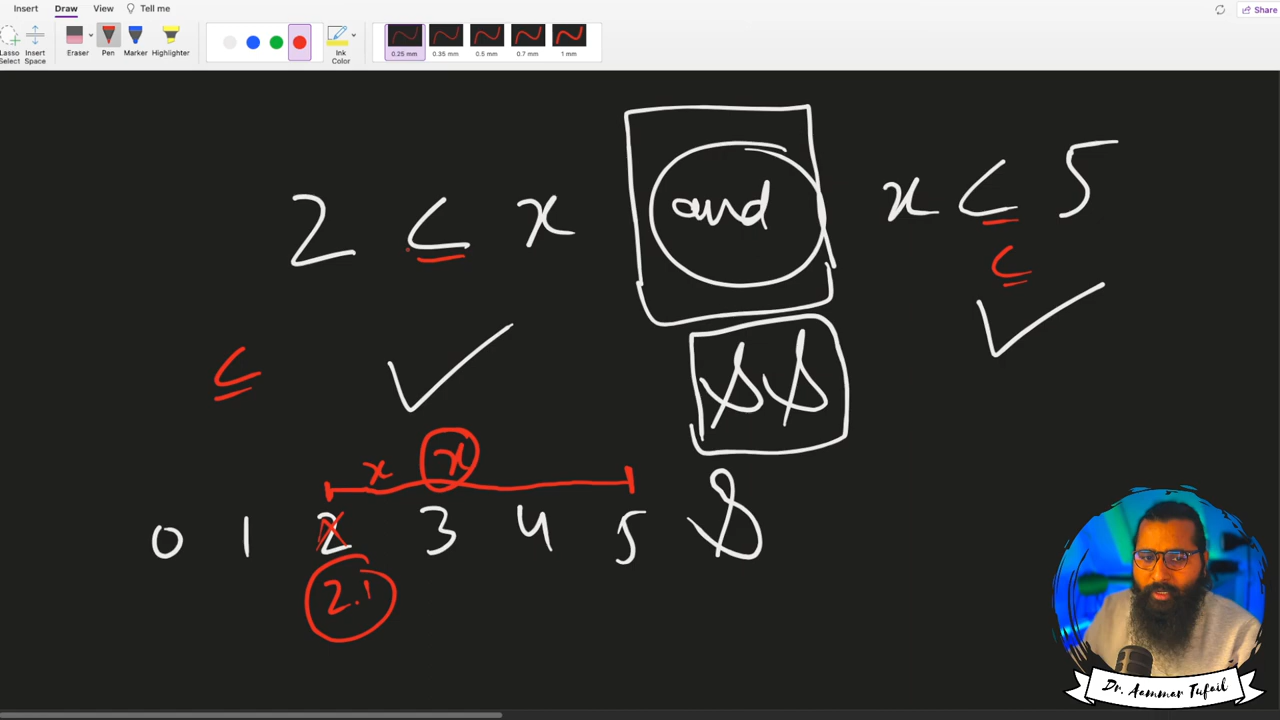 Insert Draw View Tell me
Share
Lasso Select
Insert Space
Eraser
Pen
Marker
Highlighter
Ink Color
0.25 mm
0.35 mm
0.5 mm
0.7 mm
1 mm
2 ≤ x and x ≤ 5
≤
≤
&&
x x
0 1 2 3 4 5 &
2.1
Dr. Aammar Tufail